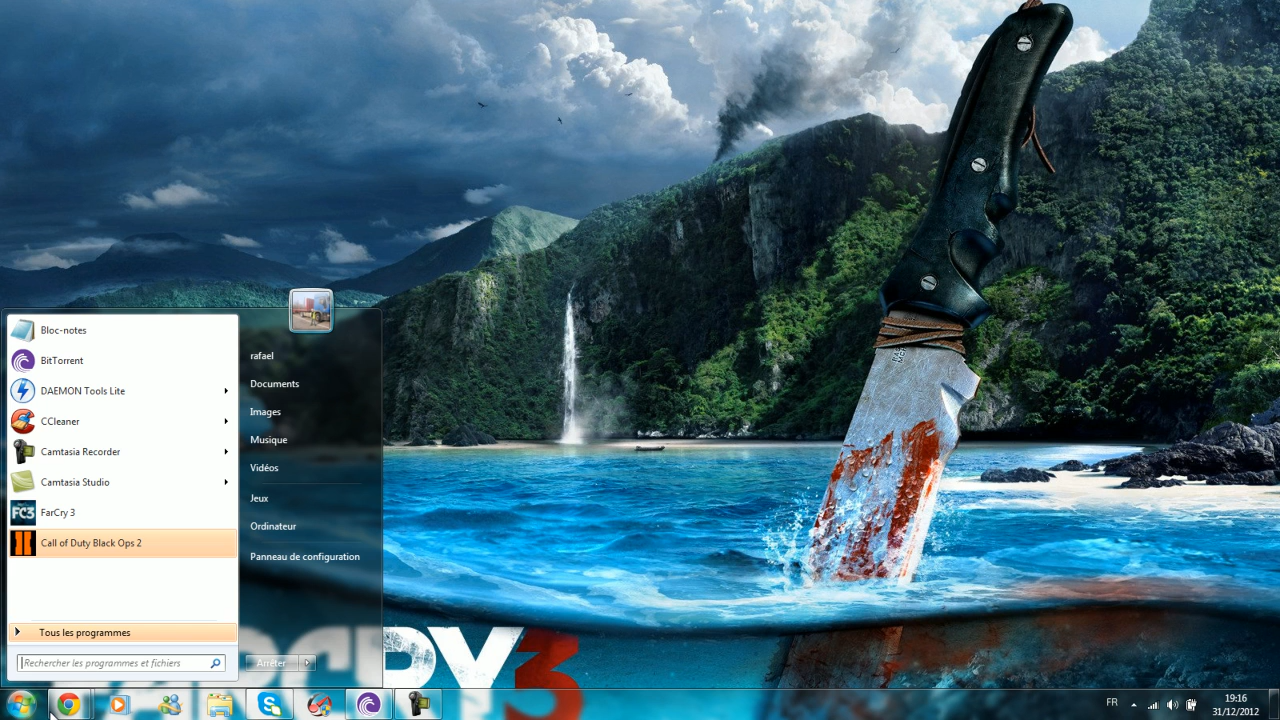 Bloc-notes
BitTorrent
DAEMON Tools Lite
CCleaner
Camtasia Recorder
Camtasia Studio
FC3
FarCry 3
Call of Duty Black Ops 2
Tous les programmes
Rechercher les programmes et fichiers
rafael
Documents
Images
Musique
Vidéos
Jeux
Ordinateur
Panneau de configuration
Arrêter
RY 3
FR
19:16
31/12/2012